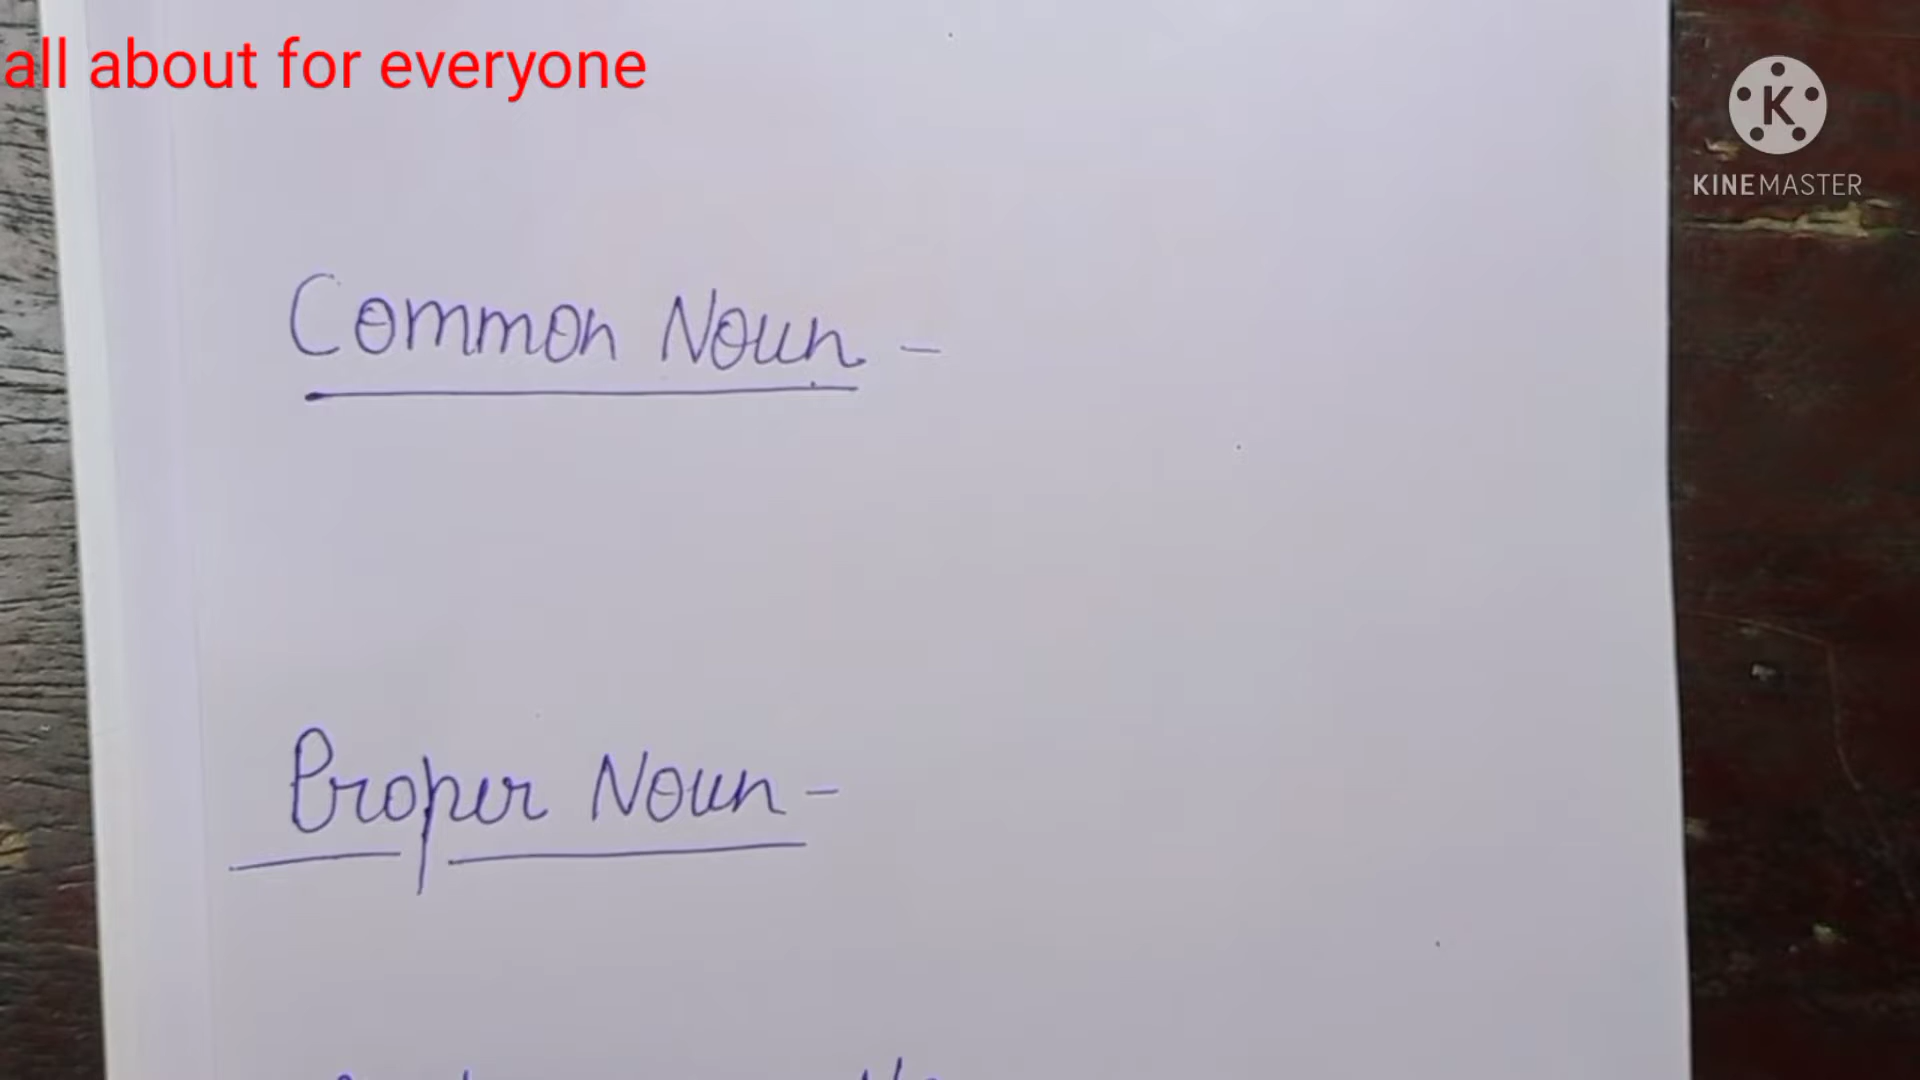 all about for everyone
K
KINEMASTER
Common Noun -
Proper Noun -